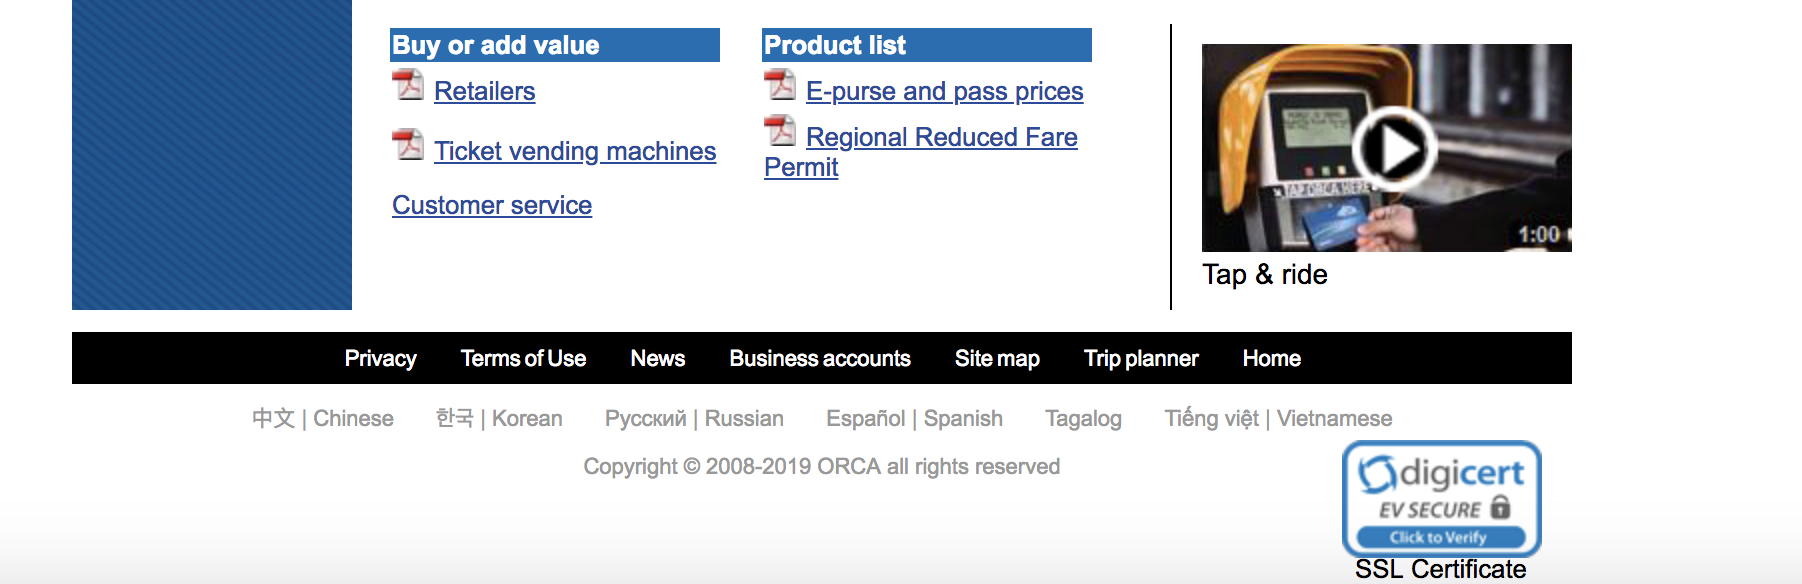 Buy or add value
Retailers
Ticket vending machines
Customer service
Product list
E-purse and pass prices
Regional Reduced Fare
Permit
TAP ORCA HERE
1:00
Tap & ride
Privacy Terms of Use News Business accounts Site map Trip planner Home
中文 | Chinese 한국 | Korean Русский | Russian Español | Spanish Tagalog Tiếng việt | Vietnamese
Copyright © 2008-2019 ORCA all rights reserved
digicert
EV SECURE
Click to Verify
SSL Certificate